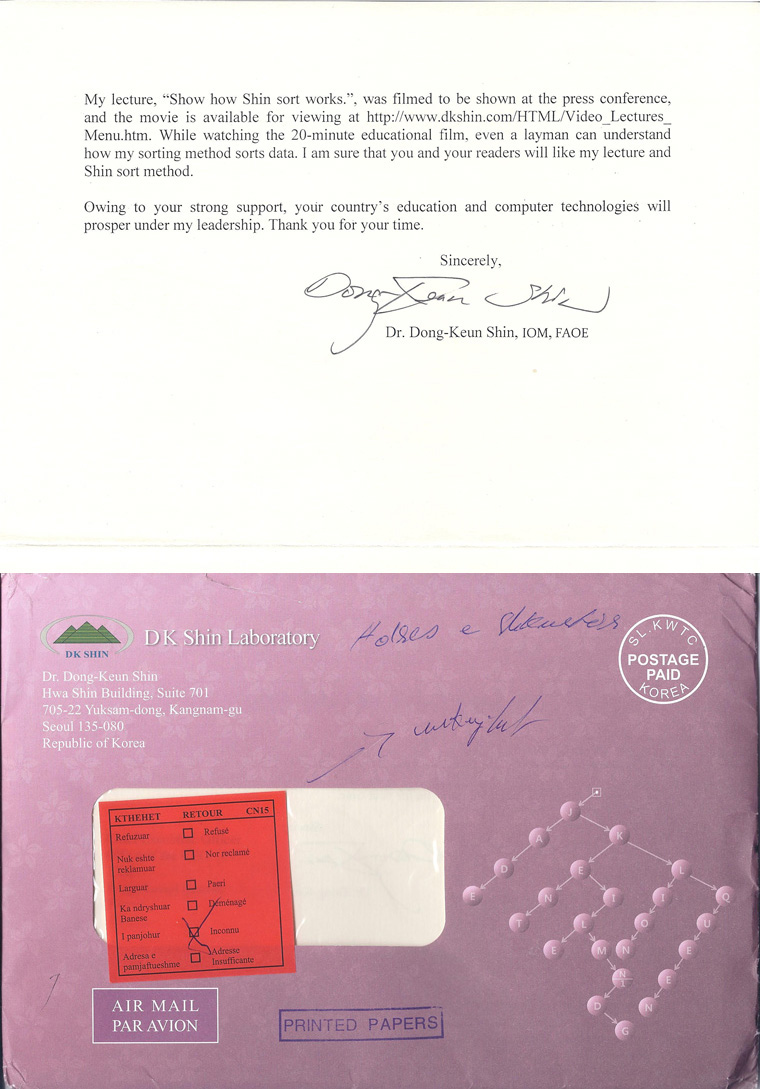 My lecture, “Show how Shin sort works.”, was filmed to be shown at the press conference,
and the movie is available for viewing at http://www.dkshin.com/HTML/Video_Lectures_
Menu.htm. While watching the 20-minute educational film, even a layman can understand
how my sorting method sorts data. I am sure that you and your readers will like my lecture and
Shin sort method.
Owing to your strong support, your country’s education and computer technologies will
prosper under my leadership. Thank you for your time.
Sincerely,
Dong-Keun Shin
Dr. Dong-Keun Shin, IOM, FAOE
DK SHIN
DK Shin Laboratory
SL.KWTC
POSTAGE
PAID
KOREA
Dr. Dong-Keun Shin
Hwa Shin Building, Suite 701
705-22 Yuksam-dong, Kangnam-gu
Seoul 135-080
Republic of Korea
KTHEHET RETOUR CN15
Refuzuar Refusé
Nuk eshte reklamuar Nor reclamé
Larguar Parti
Ka ndryshuar Banese Déménagé
I panjohur Inconnu
Adresa e pamjaftueshme Adresse Insuffisante
J
A K
D E L
E N I I Q
T L O U
E M N E
E
D N
G
AIR MAIL
PAR AVION
PRINTED PAPERS